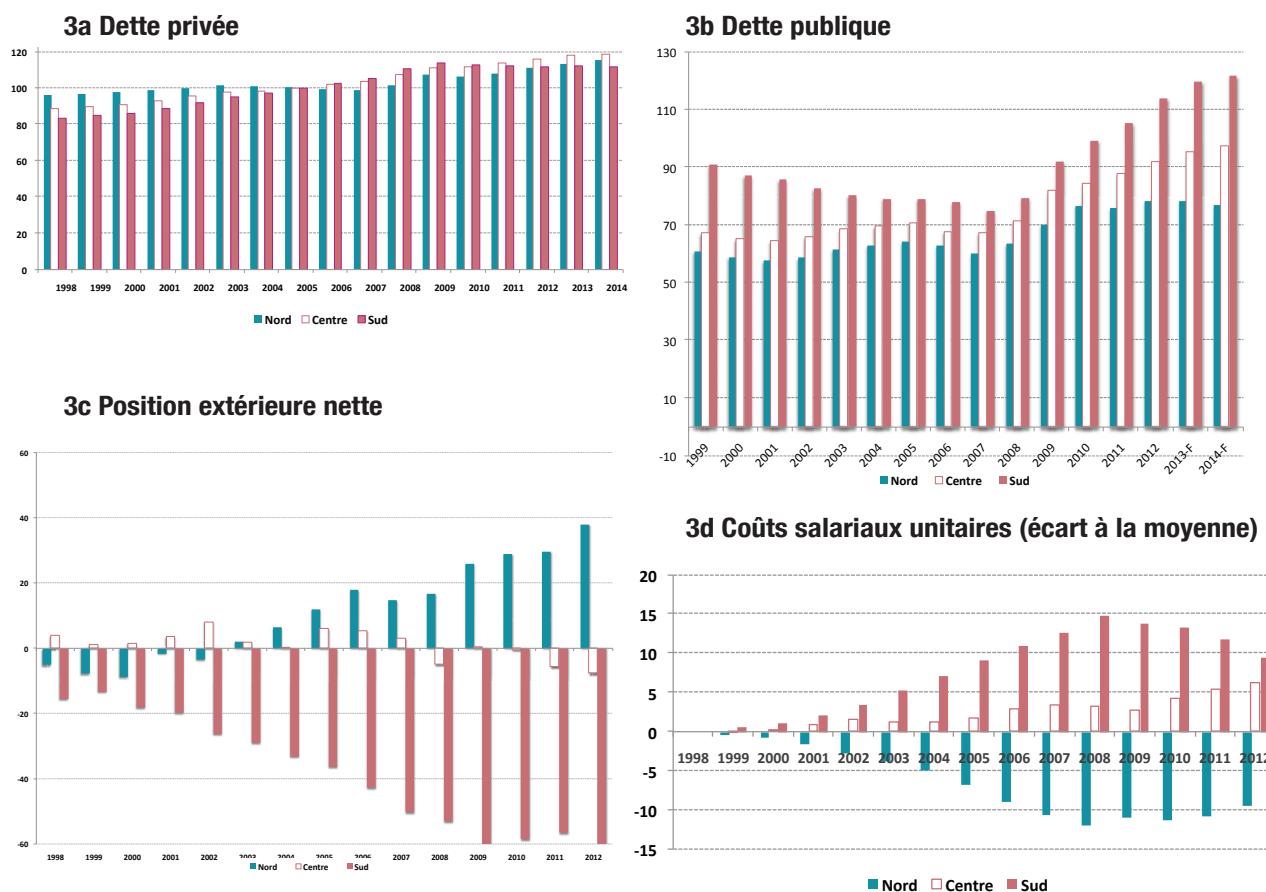 3a Dette privée
120
100
80
60
40
20
0
1998 1999 2000 2001 2002 2003 2004 2005 2006 2007 2008 2009 2010 2011 2012 2013 2014
Nord Centre Sud
3b Dette publique
130
110
90
70
50
30
10
-10
1999 2000 2001 2002 2003 2004 2005 2006 2007 2008 2009 2010 2011 2012 2013-F 2014-F
Nord Centre Sud
3c Position extérieure nette
60
40
20
0
-20
-40
-60
1998 1999 2000 2001 2002 2003 2004 2005 2006 2007 2008 2009 2010 2011 2012
Nord Centre Sud
3d Coûts salariaux unitaires (écart à la moyenne)
20
15
10
5
0
-5
-10
-15
1998 1999 2000 2001 2002 2003 2004 2005 2006 2007 2008 2009 2010 2011 2012
Nord Centre Sud